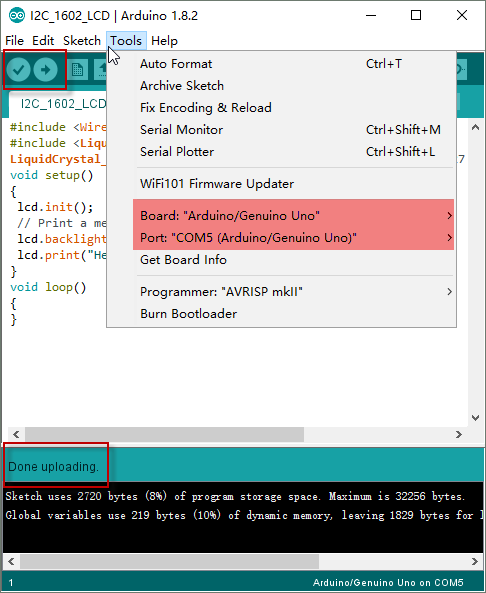 I2C_1602_LCD | Arduino 1.8.2
File Edit Sketch Tools Help
Auto Format Ctrl+T
Archive Sketch
Fix Encoding & Reload
Serial Monitor Ctrl+Shift+M
Serial Plotter Ctrl+Shift+L
WiFi101 Firmware Updater
Board: "Arduino/Genuino Uno"
Port: "COM5 (Arduino/Genuino Uno)"
Get Board Info
Programmer: "AVRISP mkII"
Burn Bootloader
I2C_1602_LCD
#include <Wire
#include <Liqu
LiquidCrystal_ 7
void setup()
{
lcd.init();
// Print a me
lcd.backlight
lcd.print("He
}
void loop()
{
}
Done uploading.
Sketch uses 2720 bytes (8%) of program storage space. Maximum is 32256 bytes.
Global variables use 219 bytes (10%) of dynamic memory, leaving 1829 bytes for l
1 Arduino/Genuino Uno on COM5